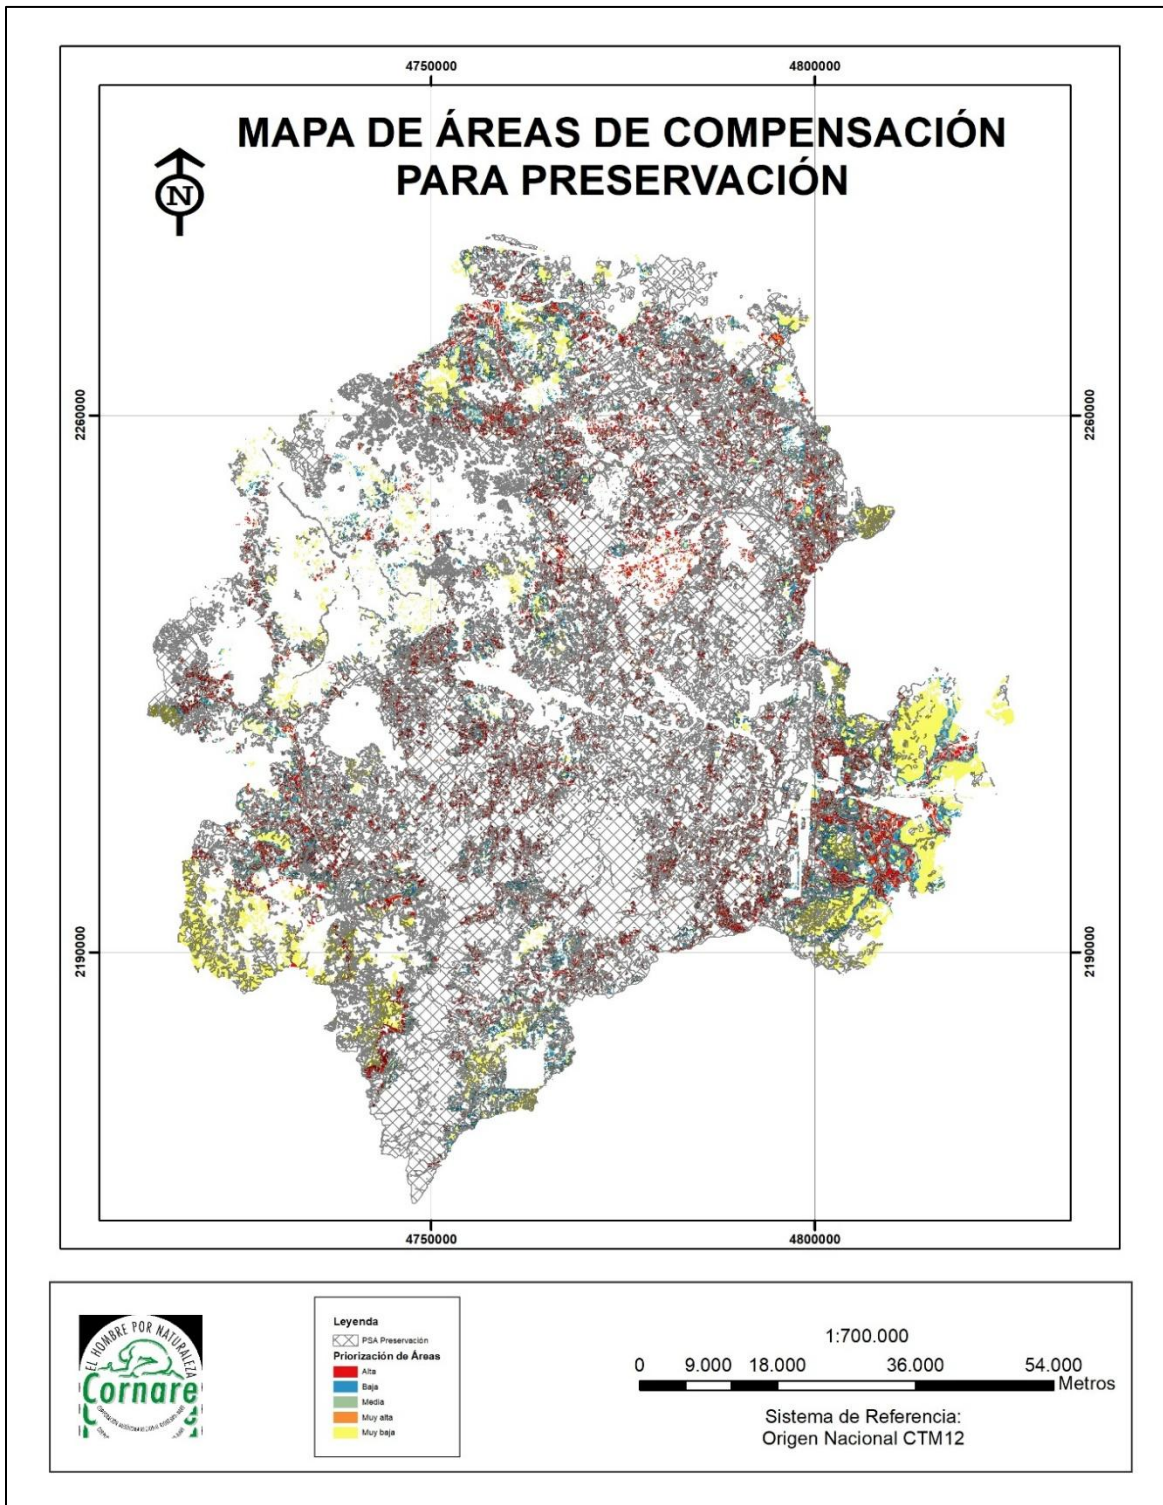 4750000 4800000
MAPA DE ÁREAS DE COMPENSACIÓN
PARA PRESERVACIÓN
N
2260000 2260000
2190000 2190000
4750000 4800000
EL HOMBRE POR NATURALEZA
Cornare
Leyenda
PSA Preservación
Priorización de Áreas
Alta
Baja
Media
Muy alta
Muy baja
1:700.000
0 9.000 18.000 36.000 54.000
Metros
Sistema de Referencia:
Origen Nacional CTM12